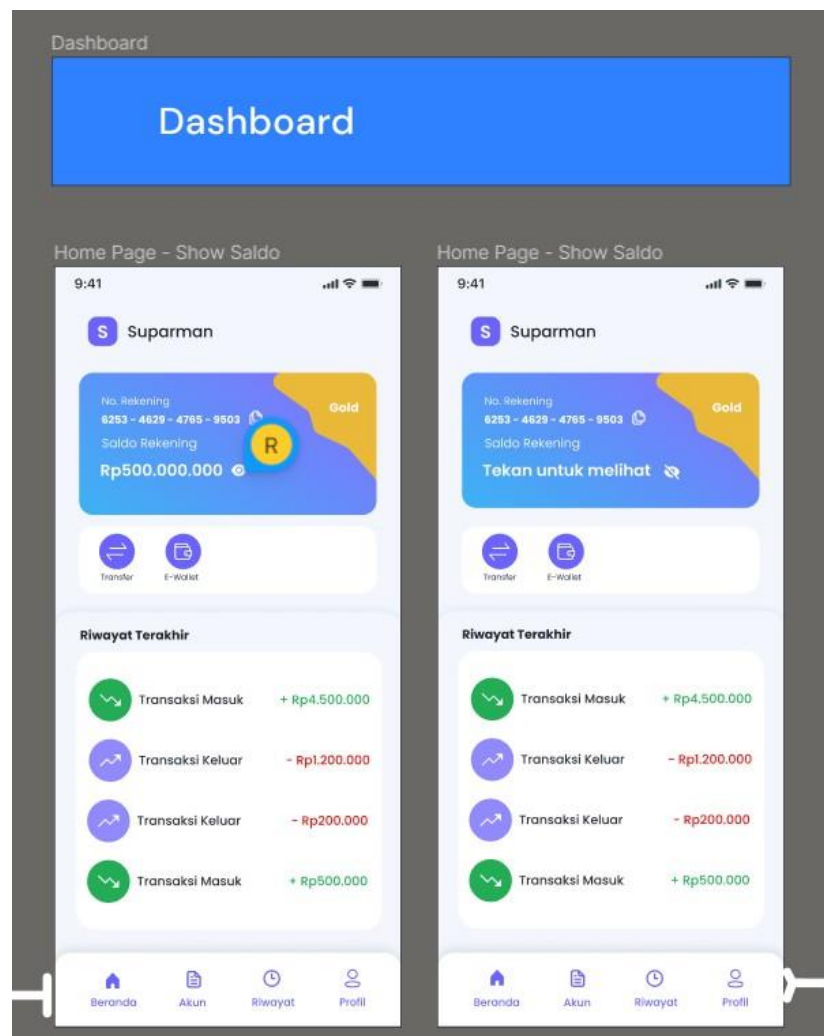 Dashboard
Dashboard
Home Page - Show Saldo
9:41
S Suparman
No. Rekening
6253 - 4629 - 4765 - 9503
Gold
Saldo Rekening
R
Rp500.000.000
Transfer
E-Wallet
Riwayat Terakhir
Transaksi Masuk + Rp4.500.000
Transaksi Keluar - Rp1.200.000
Transaksi Keluar - Rp200.000
Transaksi Masuk + Rp500.000
Beranda Akun Riwayat Profil
Home Page - Show Saldo
9:41
S Suparman
No. Rekening
6253 - 4629 - 4765 - 9503
Gold
Saldo Rekening
Tekan untuk melihat
Transfer
E-Wallet
Riwayat Terakhir
Transaksi Masuk + Rp4.500.000
Transaksi Keluar - Rp1.200.000
Transaksi Keluar - Rp200.000
Transaksi Masuk + Rp500.000
Beranda Akun Riwayat Profil